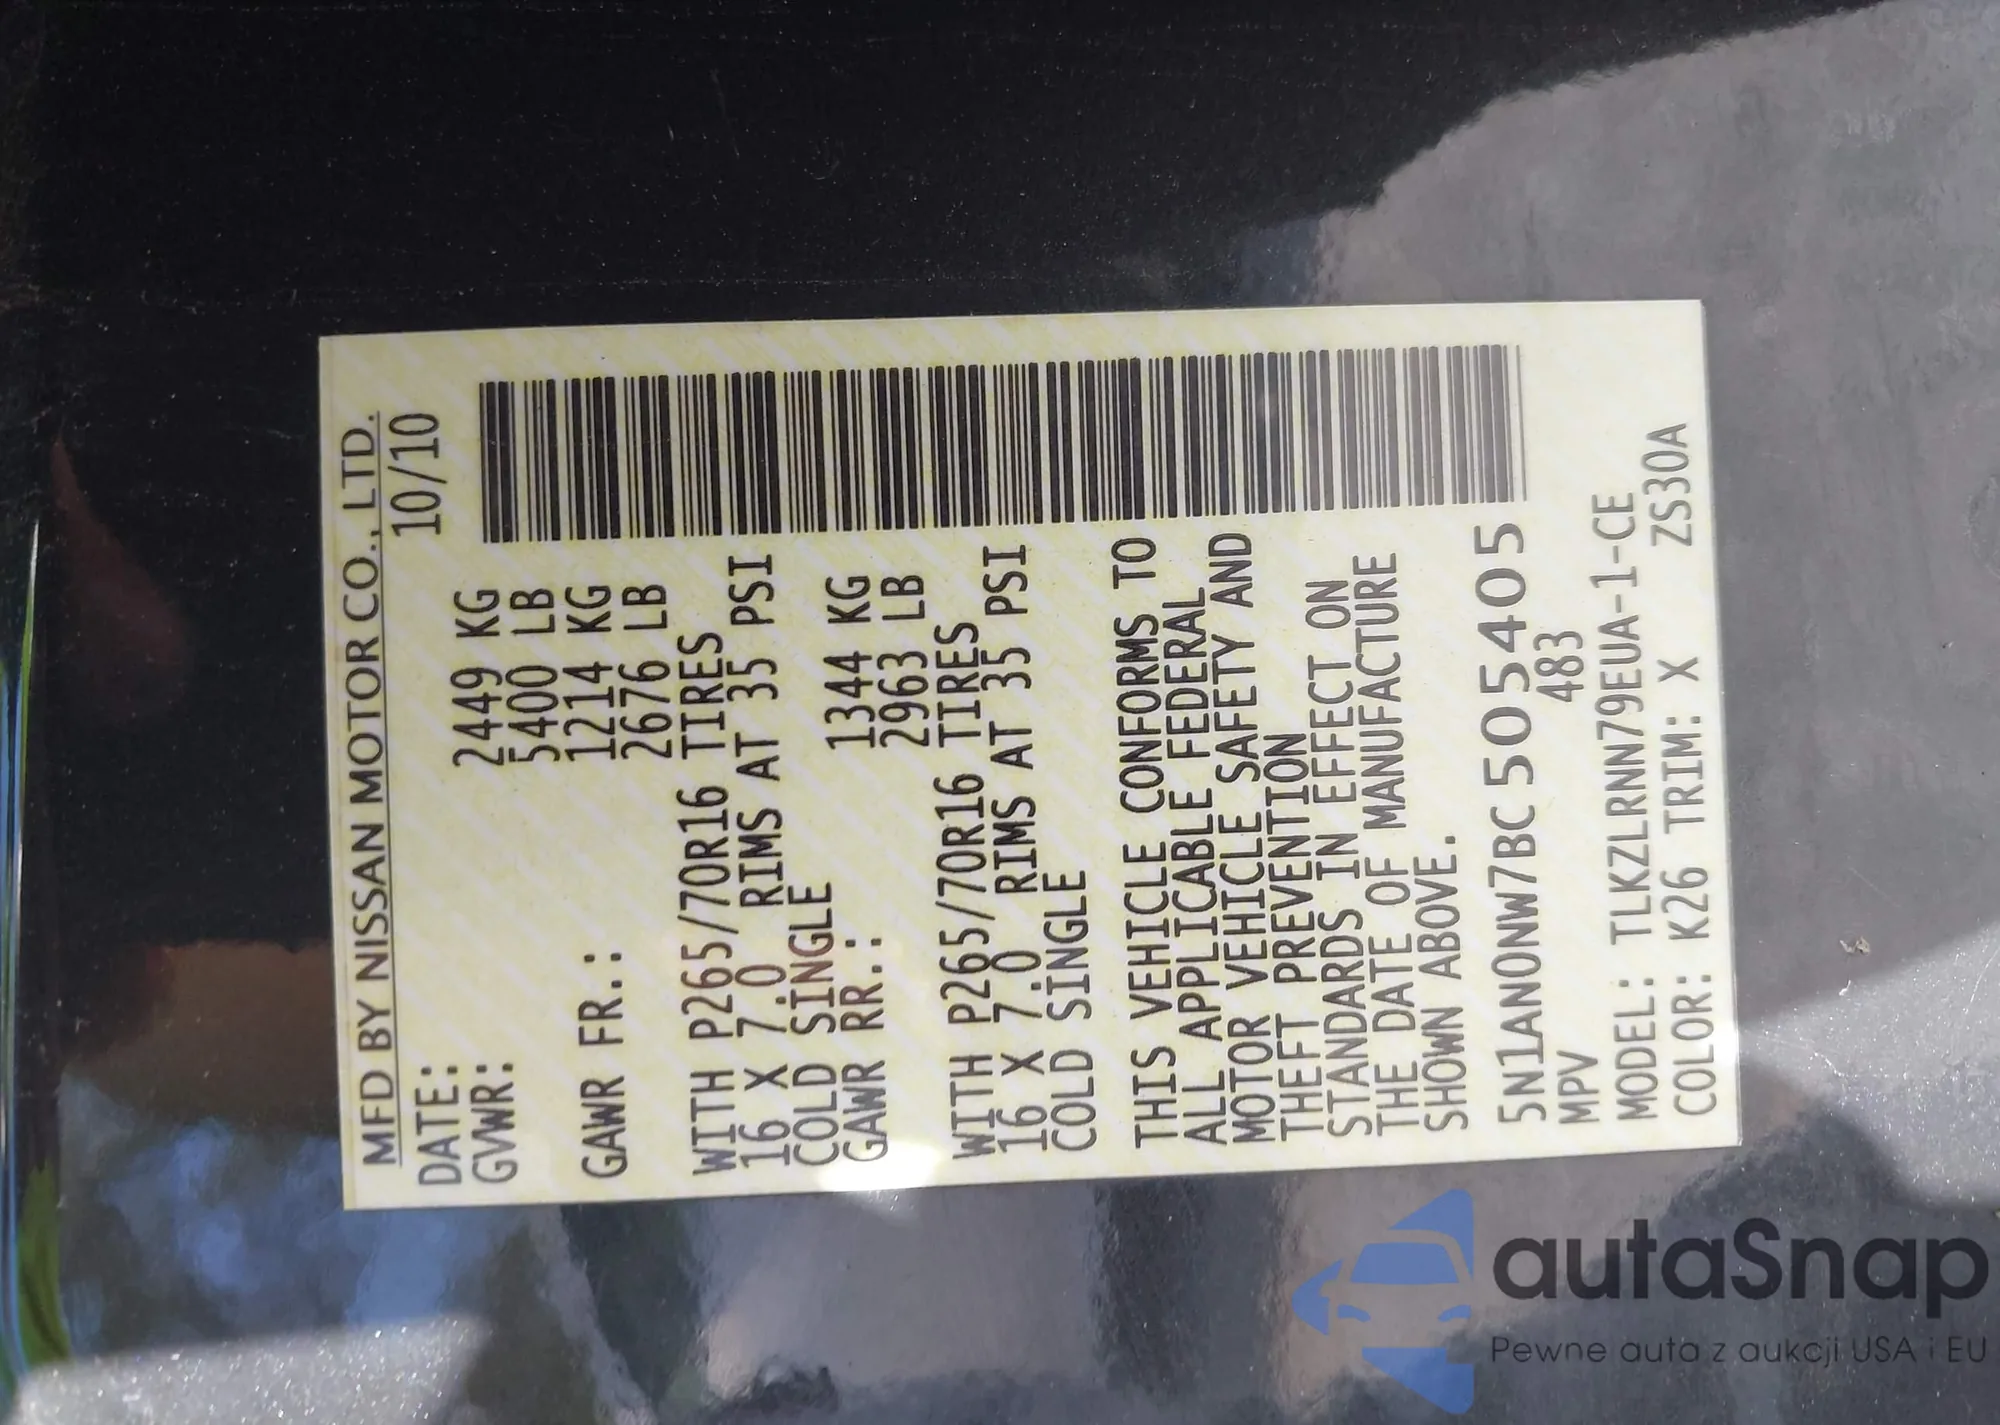 MFD BY NISSAN MOTOR CO., LTD.
DATE: 10/10
GVWR: 2449 KG
5400 LB
GAWR FR.: 1214 KG
2676 LB
WITH P265/70R16 TIRES
16 X 7.0 RIMS AT 35 PSI
COLD SINGLE
GAWR RR.: 1344 KG
2963 LB
WITH P265/70R16 TIRES
16 X 7.0 RIMS AT 35 PSI
COLD SINGLE
THIS VEHICLE CONFORMS TO
ALL APPLICABLE FEDERAL
MOTOR VEHICLE SAFETY AND
THEFT PREVENTION
STANDARDS IN EFFECT ON
THE DATE OF MANUFACTURE
SHOWN ABOVE.
5N1AN0NW7BC505405
MPV 483
MODEL: TLKZLRNN79EUA-1-CE
COLOR: K26 TRIM: X ZS30A
autaSnap
Pewne auta z aukcji USA i EU